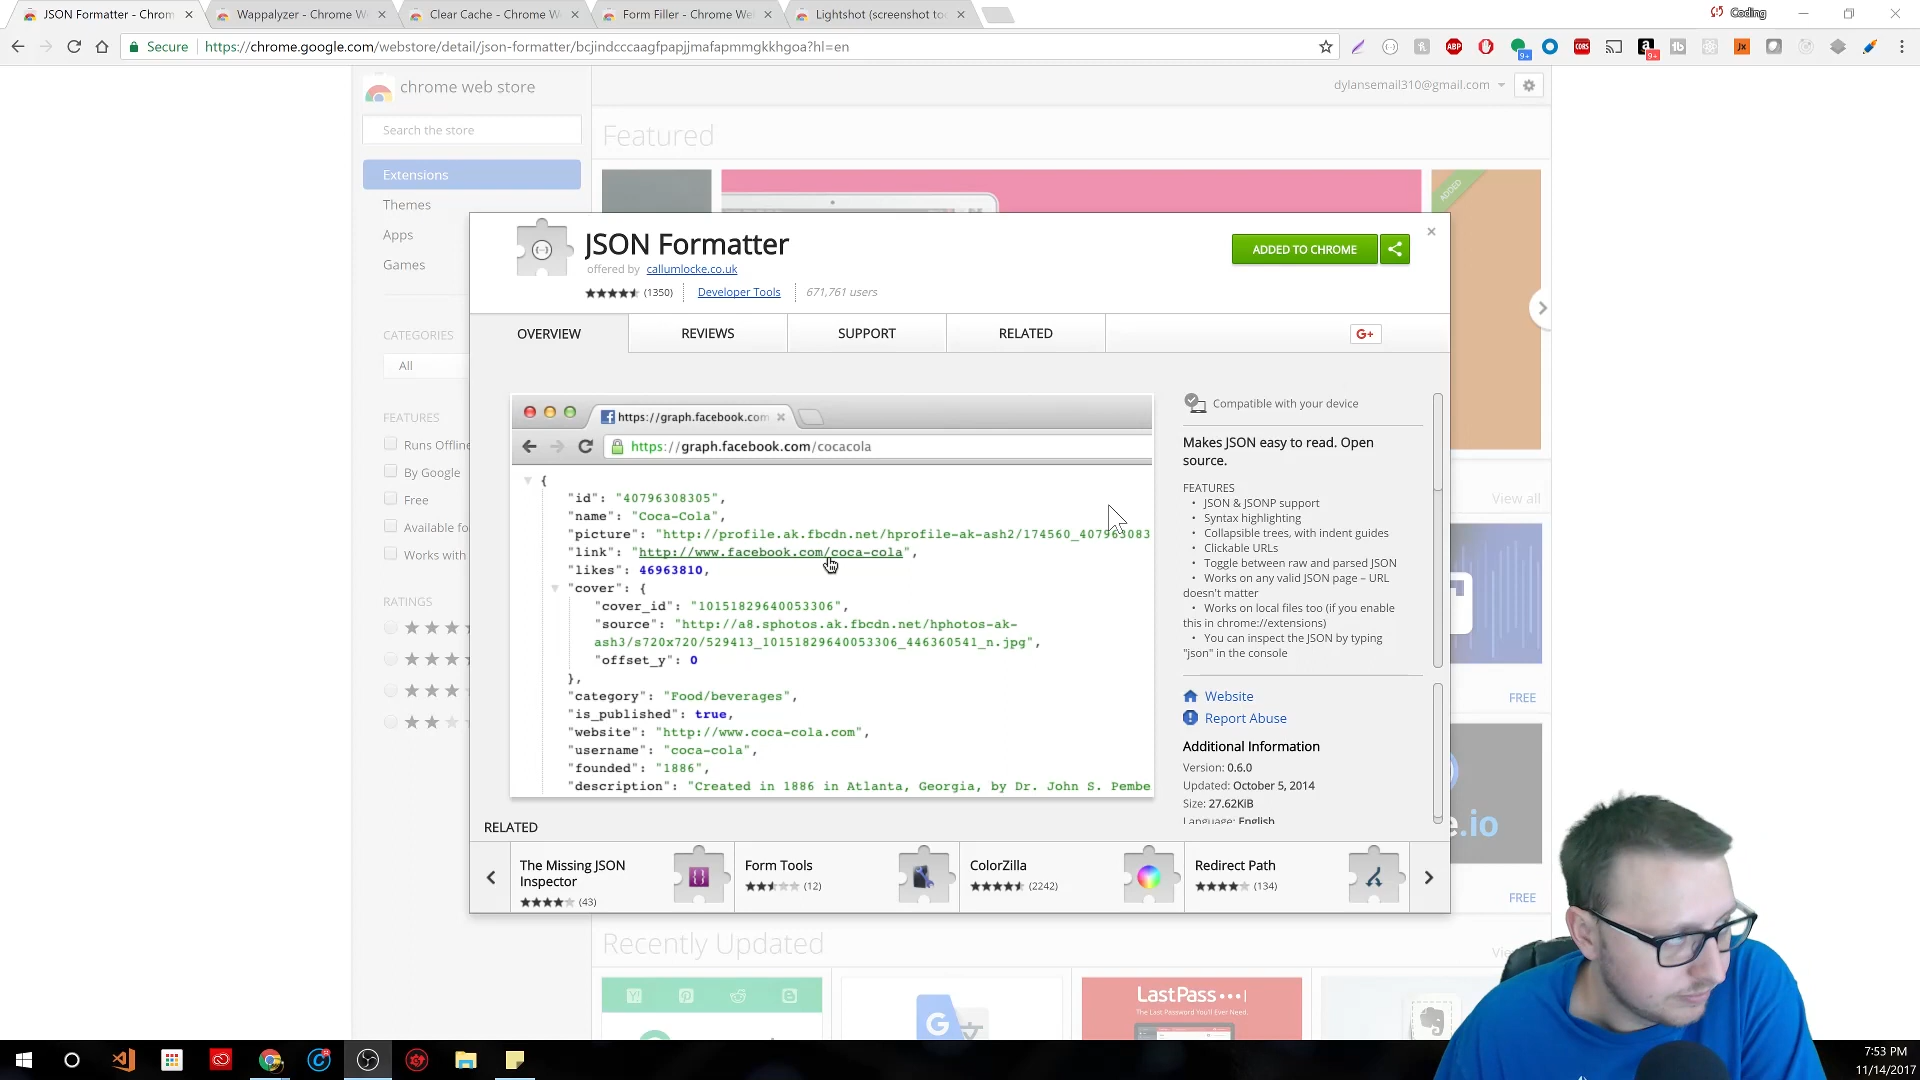 JSON Formatter - Chrom
Wappalyzer - Chrome W
Clear Cache - Chrome W
Form Filler - Chrome We
Lightshot (screenshot to
Coding
Secure
https://chrome.google.com/webstore/detail/json-formatter/bcjindcccaagfpapjjmafapmmgkkhgoa?hl=en
chrome web store
dylansemail310@gmail.com
Search the store
Featured
Extensions
Themes
Apps
Games
CATEGORIES
All
FEATURES
Runs Offline
By Google
Free
Available fo
Works with
RATINGS
ADDED
JSON Formatter
offered by callumlocke.co.uk
(1350)
Developer Tools
671,761 users
ADDED TO CHROME
OVERVIEW
REVIEWS
SUPPORT
RELATED
G+
https://graph.facebook.com
https://graph.facebook.com/cocacola
{
"id": "40796308305",
"name": "Coca-Cola",
"picture": "http://profile.ak.fbcdn.net/hprofile-ak-ash2/174560_407963083
"link": "http://www.facebook.com/coca-cola",
"likes": 46963810,
"cover": {
"cover_id": "10151829640053306",
"source": "http://a8.sphotos.ak.fbcdn.net/hphotos-ak-
ash3/s720x720/529413_10151829640053306_446360541_n.jpg",
"offset_y": 0
},
"category": "Food/beverages",
"is_published": true,
"website": "http://www.coca-cola.com",
"username": "coca-cola",
"founded": "1886",
"description": "Created in 1886 in Atlanta, Georgia, by Dr. John S. Pembe
Compatible with your device
Makes JSON easy to read. Open
source.
FEATURES
• JSON & JSONP support
• Syntax highlighting
• Collapsible trees, with indent guides
• Clickable URLs
• Toggle between raw and parsed JSON
• Works on any valid JSON page – URL
doesn't matter
• Works on local files too (if you enable
this in chrome://extensions)
• You can inspect the JSON by typing
"json" in the console
Website
Report Abuse
Additional Information
Version: 0.6.0
Updated: October 5, 2014
Size: 27.62KiB
Language: English
RELATED
The Missing JSON
Inspector
(43)
Form Tools
(12)
ColorZilla
(2242)
Redirect Path
(134)
View all
FREE
.io
FREE
Recently Updated
LastPass
The Last Password You'll Ever Need.
7:53 PM
11/14/2017